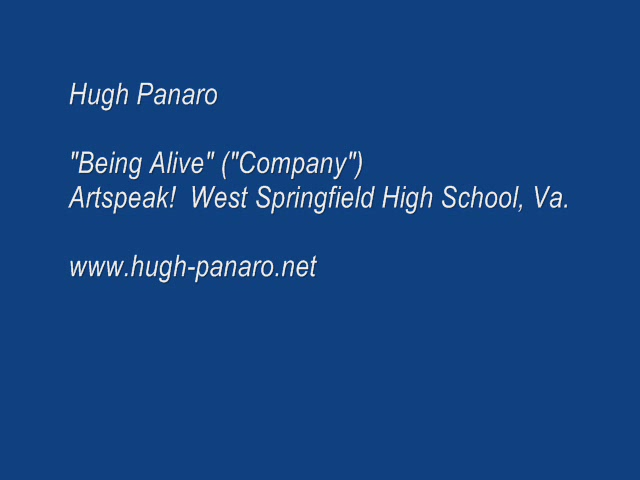 Hugh Panaro
"Being Alive" ("Company")
Artspeak!  West Springfield High School, Va.
www.hugh-panaro.net